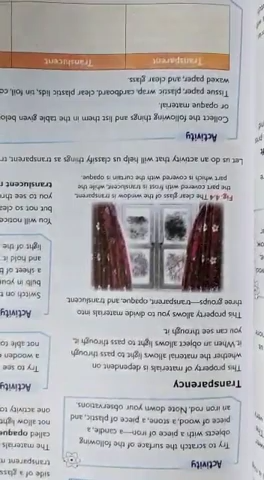 Activity
Try to scratch the surface of the following
objects with a piece of iron—a candle, a
piece of wood, a stone, a piece of plastic, and
an iron rod. Note down your observations.
Transparency
This property of materials is dependent on
whether the material allows light to pass through
it. When an object allows light to pass through it,
you can see through it.
This property allows you to divide materials into
three groups—transparent, opaque, and translucent
Fig 4.4 The clear glass of the window is transparent,
the part covered with frost is translucent, while the
part which is covered with the curtain is opaque.
side of a glass
transparent
The materials
called opaque
not allow
one activity to
Activity
Try to see
a wooden
not able to
Activity
Switch on t
bulb in your
a sheet of b
and hold it
light of the
You will notice
but not so cle
you to see thr
translucent
Let us do an activity that will help us classify things as transparent, tr
Activity
Collect the following things and list them in the table given belo
or opaque material.
Tissue paper, plastic wrap, cardboard, clear plastic lids, tin foil, co
waxed paper, and clear glass.
Transparent
Translucent